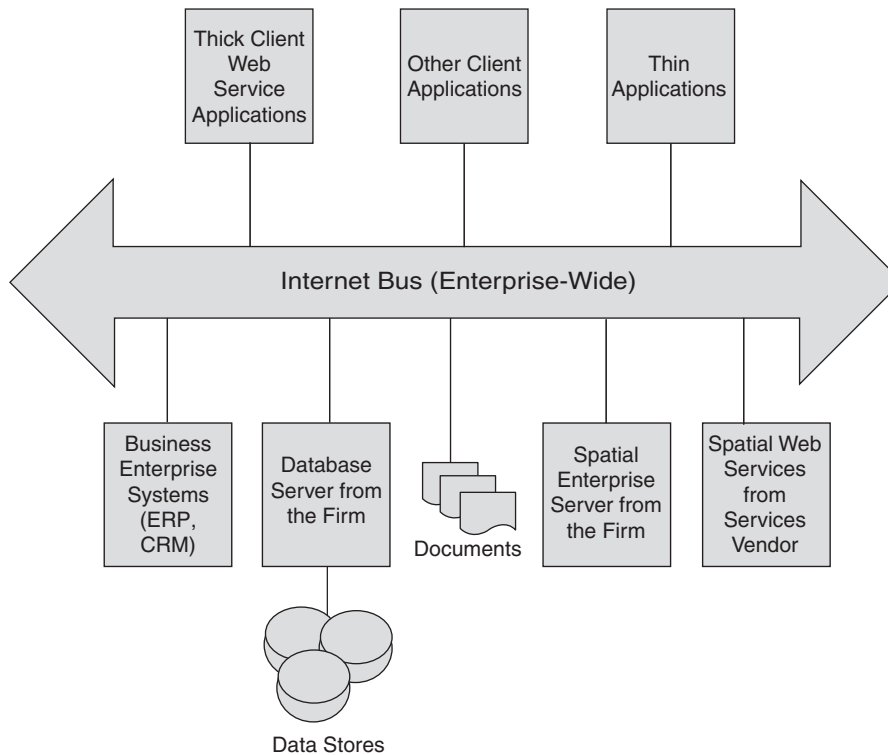 Thick Client
Web
Service
Applications
Other Client
Applications
Thin
Applications
Internet Bus (Enterprise-Wide)
Business
Enterprise
Systems
(ERP,
CRM)
Database
Server from
the Firm
Documents
Spatial
Enterprise
Server from
the Firm
Spatial Web
Services
from
Services
Vendor
Data Stores